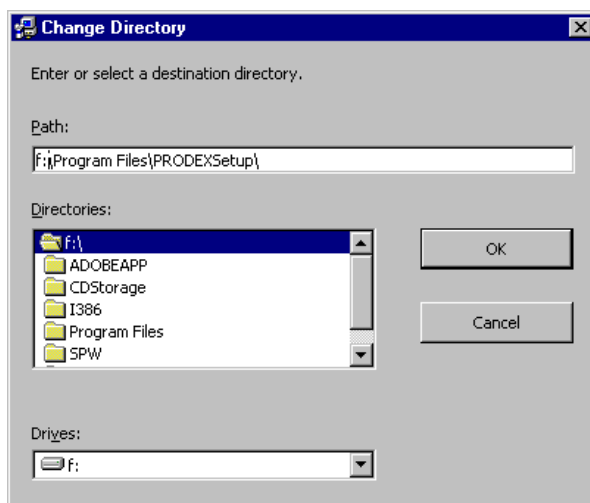 Change Directory
Enter or select a destination directory.
Path:
f:\Program Files\PRODEXSetup\
Directories:
f:\
ADOBEAPP
CDStorage
I386
Program Files
SPW
OK
Cancel
Drives:
f: